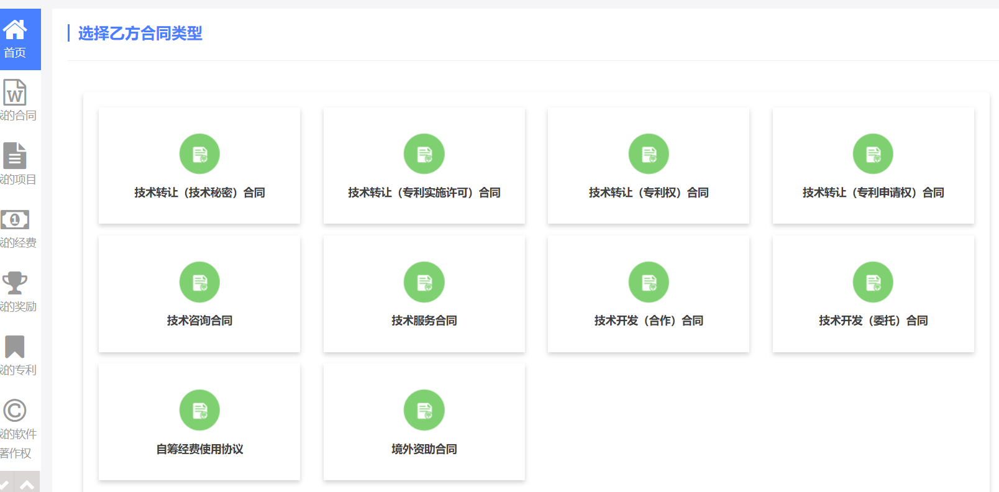 选择乙方合同类型
首页
我的合同
我的项目
我的经费
我的奖励
我的专利
我的软件
著作权
技术转让（技术秘密）合同
技术转让（专利实施许可）合同
技术转让（专利权）合同
技术转让（专利申请权）合同
技术咨询合同
技术服务合同
技术开发（合作）合同
技术开发（委托）合同
自筹经费使用协议
境外资助合同